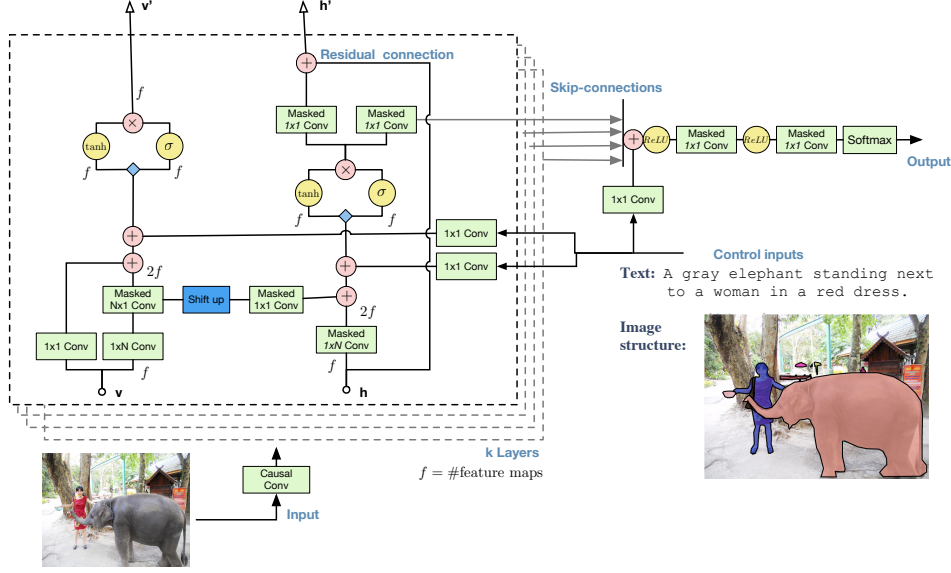 v'
h'
Residual connection
f
Masked
1x1 Conv
Masked
1x1 Conv
Skip-connections
tanh
σ
f
f
ReLU
Masked
1x1 Conv
ReLU
Masked
1x1 Conv
Softmax
Output
tanh
σ
f
f
1x1 Conv
1x1 Conv
1x1 Conv
Control inputs
2f
Masked
Nx1 Conv
Shift up
Masked
1x1 Conv
2f
Text: A gray elephant standing next
to a woman in a red dress.
1x1 Conv
1xN Conv
Masked
1xN Conv
Image
structure:
f
f
v
h
k Layers
f = #feature maps
Causal
Conv
Input